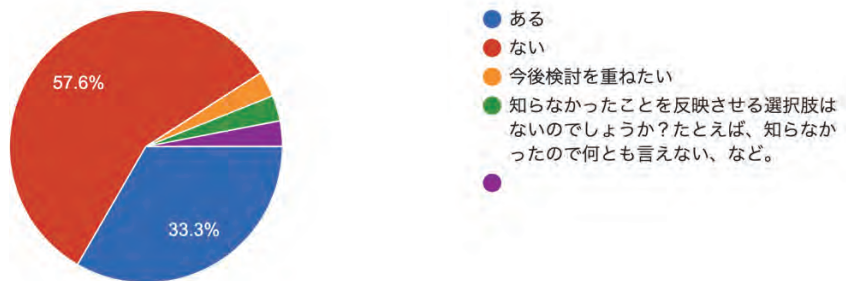 57.6%
33.3%
ある
ない
今後検討を重ねたい
知らなかったことを反映させる選択肢は
ないのでしょうか？たとえば、知らなか
ったので何とも言えない、など。